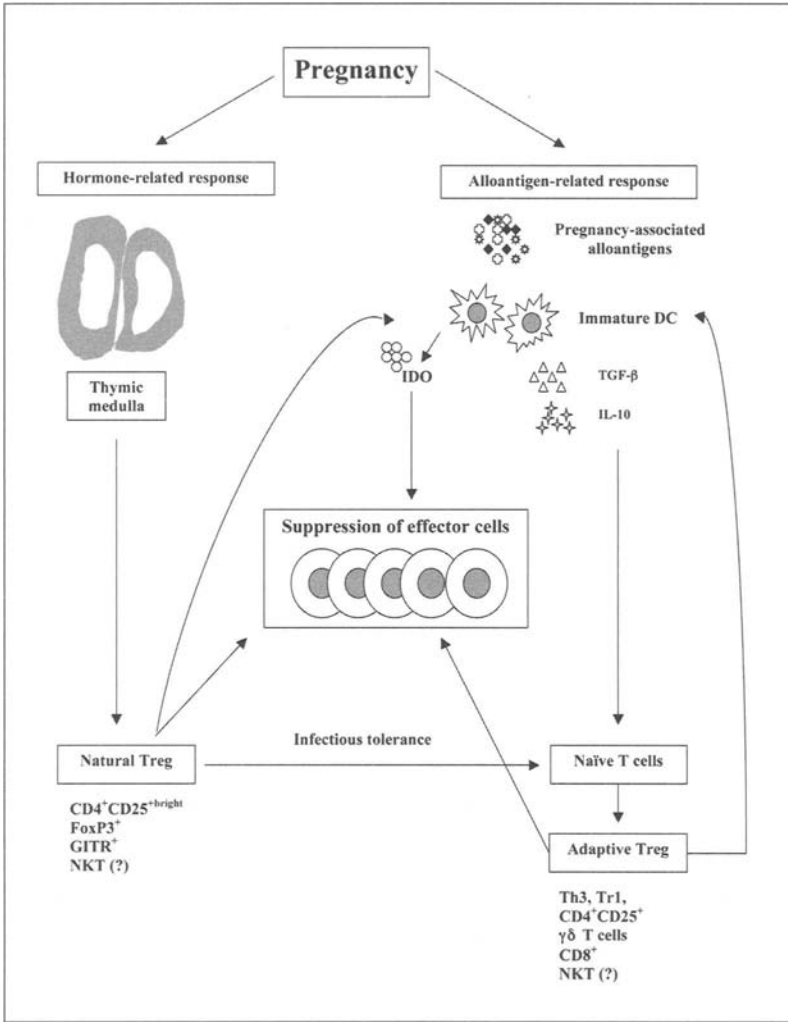 Pregnancy
Hormone-related response
Alloantigen-related response
Pregnancy-associated
alloantigens
Immature DC
IDO
TGF-β
IL-10
Thymic
medulla
Suppression of effector cells
Infectious tolerance
Natural Treg
CD4⁺CD25⁺ᵇʳⁱᵍʰᵗ
FoxP3⁺
GITR⁺
NKT (?)
Naïve T cells
Adaptive Treg
Th3, Tr1,
CD4⁺CD25⁺
γδ T cells
CD8⁺
NKT (?)